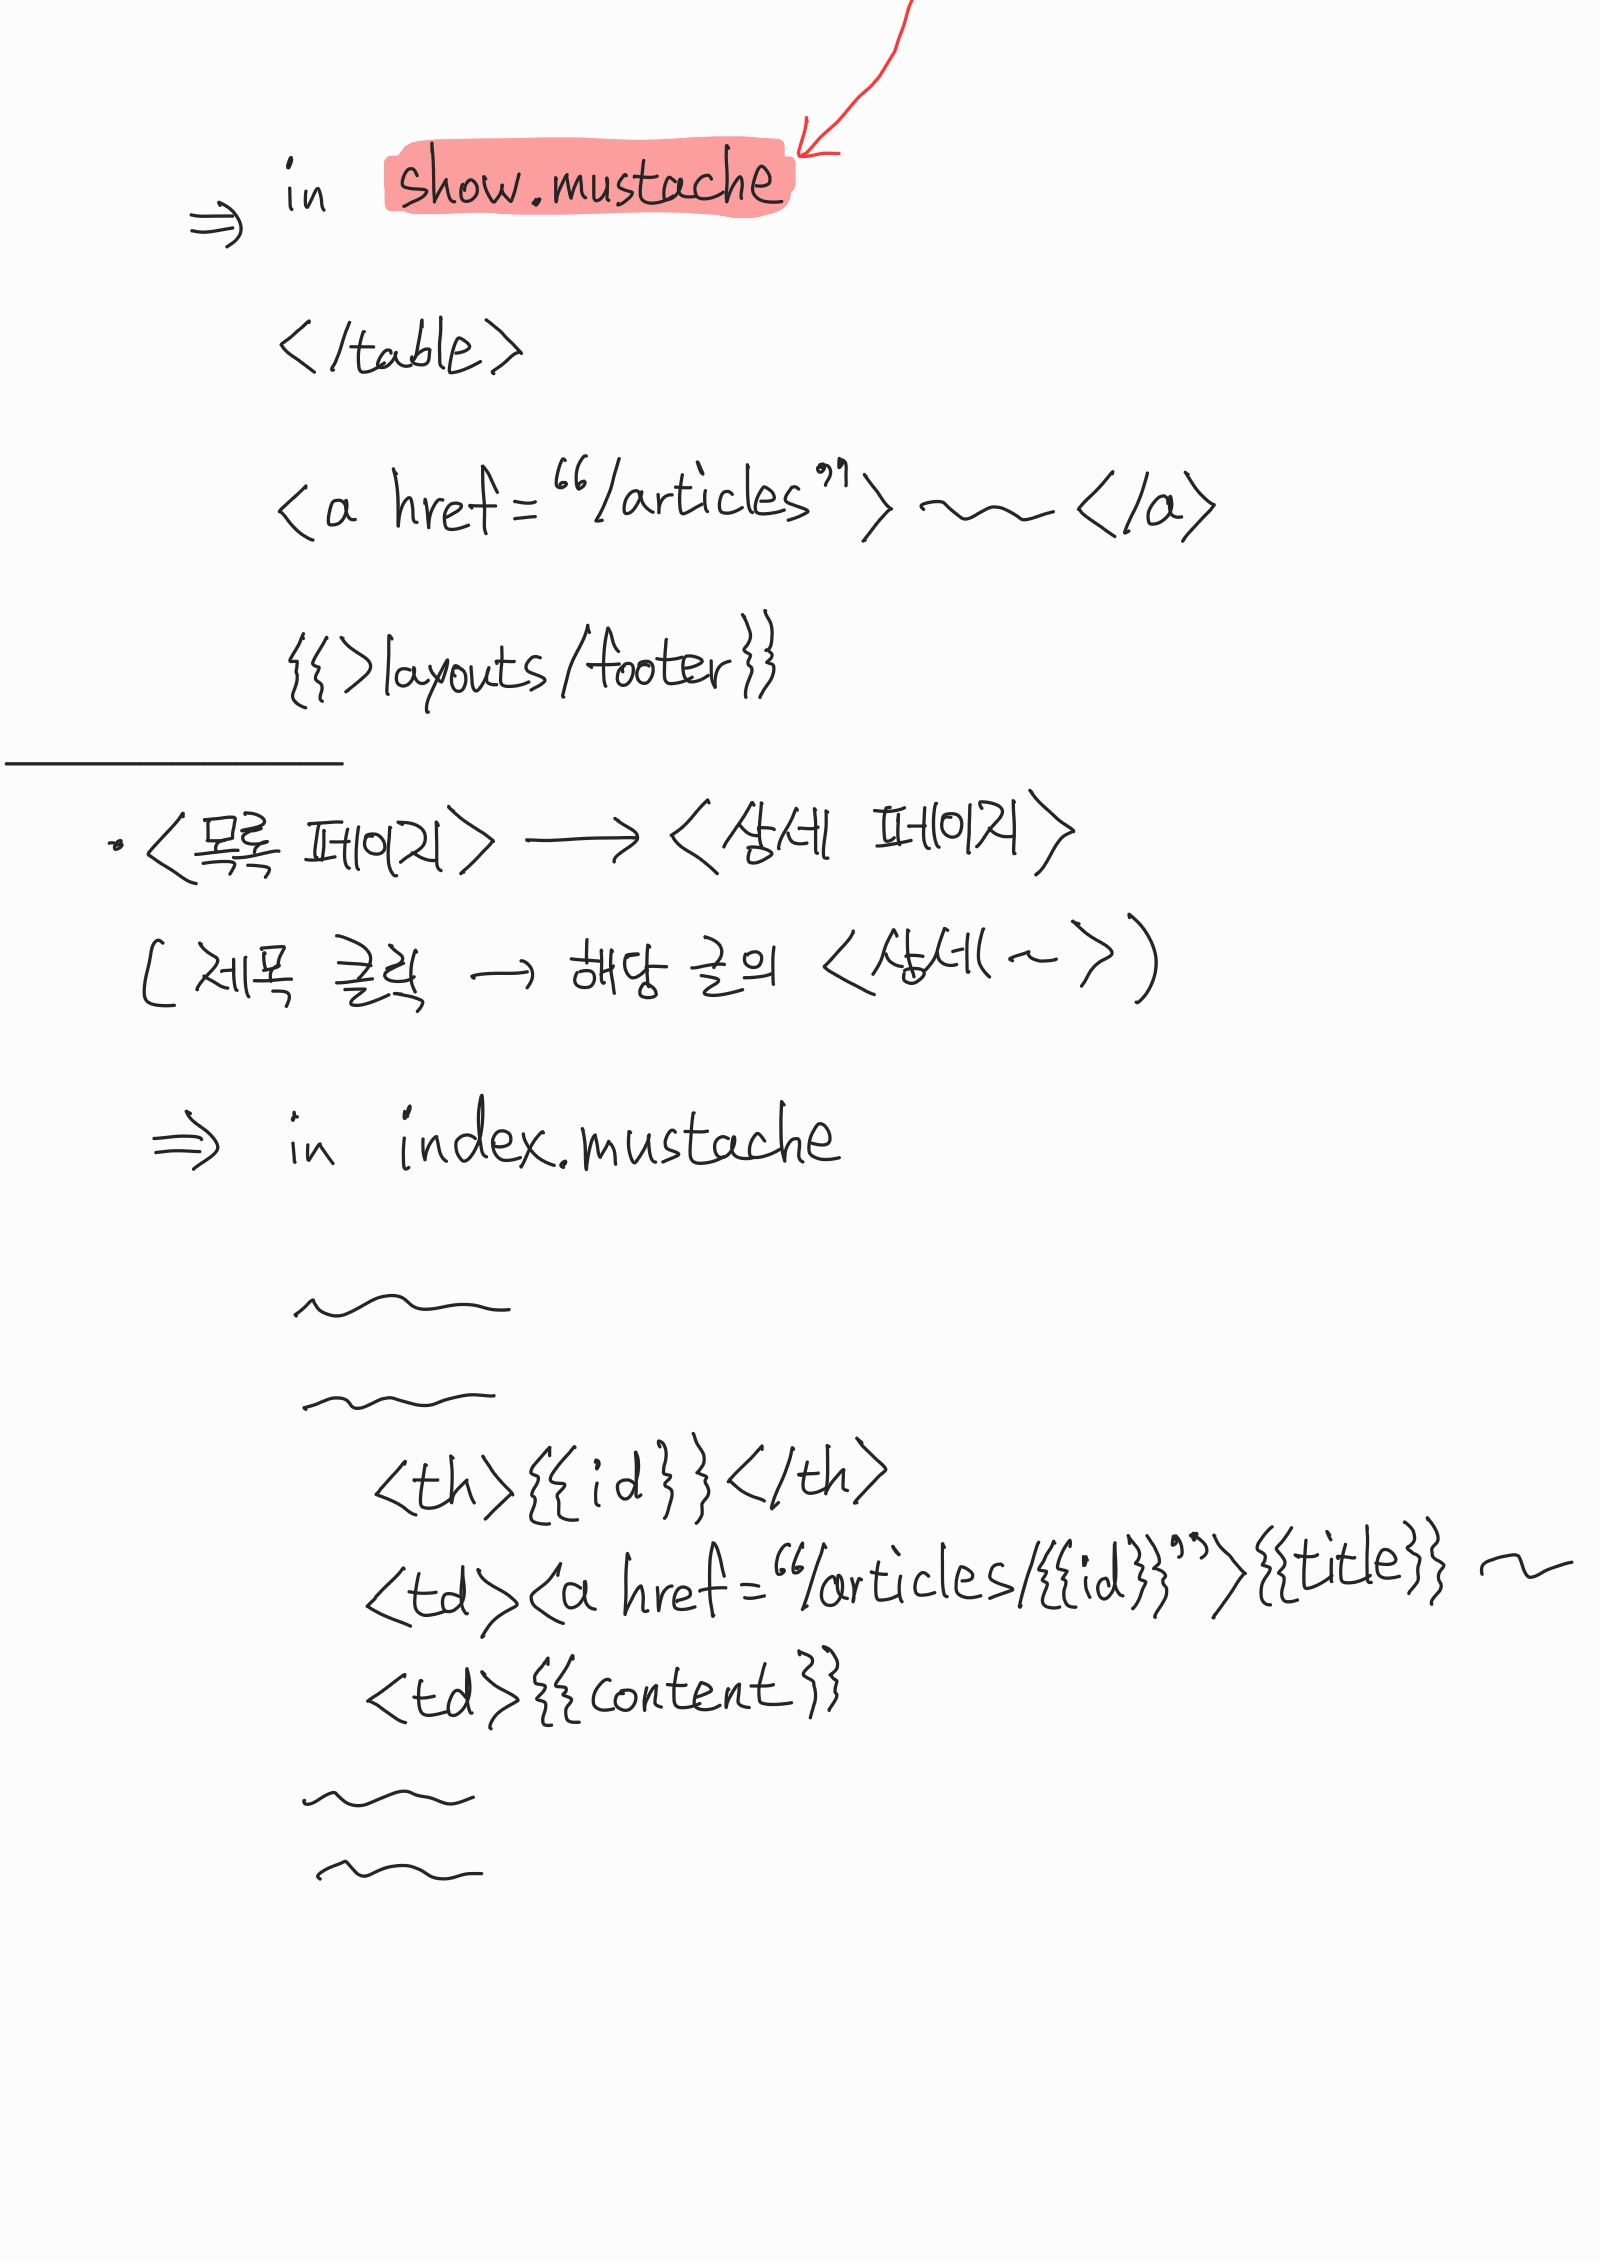 ⇒ in show.mustache
</table>
<a href="/articles"> ~ </a>
{{>layouts/footer}}
· <목록 페이지> → <상세 페이지>
(제목 클릭 → 해당 글의 <상세 ~>)
⇒ in index.mustache
<th>{{id}}</th>
<td><a href="/articles/{{id}}">{{title}} ~
<td>{{content}}